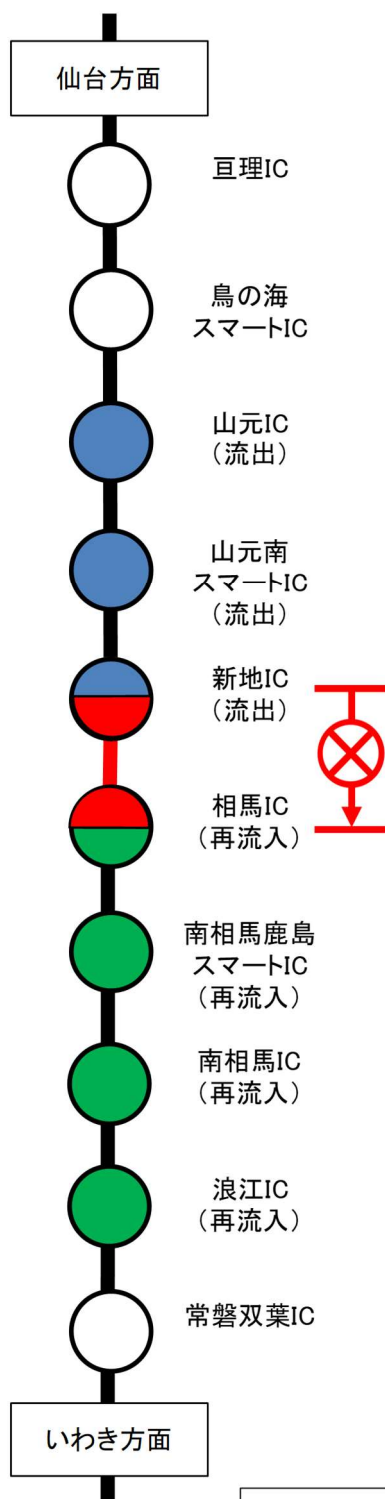 仙台方面
亘理IC
鳥の海
スマートIC
山元IC
（流出）
山元南
スマートIC
（流出）
新地IC
（流出）
相馬IC
（再流入）
南相馬鹿島
スマートIC
（再流入）
南相馬IC
（再流入）
浪江IC
（再流入）
常磐双葉IC
いわき方面